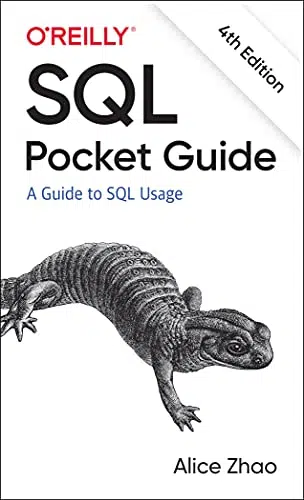 O'REILLY®
4th Edition
SQL
Pocket Guide
A Guide to SQL Usage
Alice Zhao